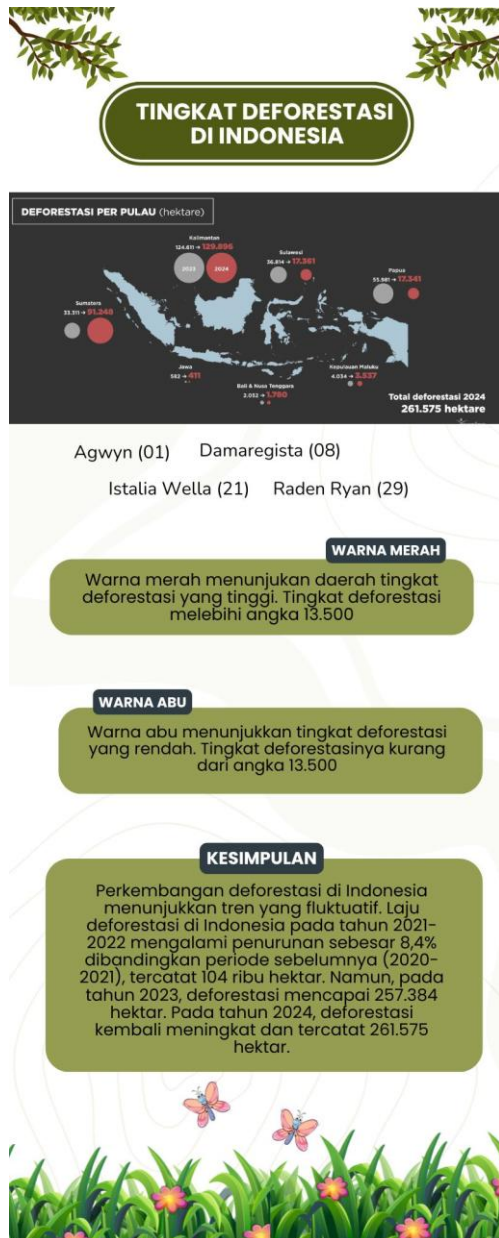 TINGKAT DEFORESTASI
DI INDONESIA
DEFORESTASI PER PULAU (hektare)
Kalimantan
124.611 → 129.896
2023
2024
Sulawesi
36.814 → 17.361
Papua
55.981 → 17.341
Sumatera
33.311 → 91.248
Jawa
582 → 411
Bali & Nusa Tenggara
2.052 → 1.780
Kepulauan Maluku
4.034 → 3.537
Total deforestasi 2024
261.575 hektare
Agwyn (01) Damaregista (08)
Istalia Wella (21) Raden Ryan (29)
WARNA MERAH
Warna merah menunjukan daerah tingkat
deforestasi yang tinggi. Tingkat deforestasi
melebihi angka 13.500
WARNA ABU
Warna abu menunjukkan tingkat deforestasi
yang rendah. Tingkat deforestasinya kurang
dari angka 13.500
KESIMPULAN
Perkembangan deforestasi di Indonesia
menunjukkan tren yang fluktuatif. Laju
deforestasi di Indonesia pada tahun 2021-
2022 mengalami penurunan sebesar 8,4%
dibandingkan periode sebelumnya (2020-
2021), tercatat 104 ribu hektar. Namun, pada
tahun 2023, deforestasi mencapai 257.384
hektar. Pada tahun 2024, deforestasi
kembali meningkat dan tercatat 261.575
hektar.